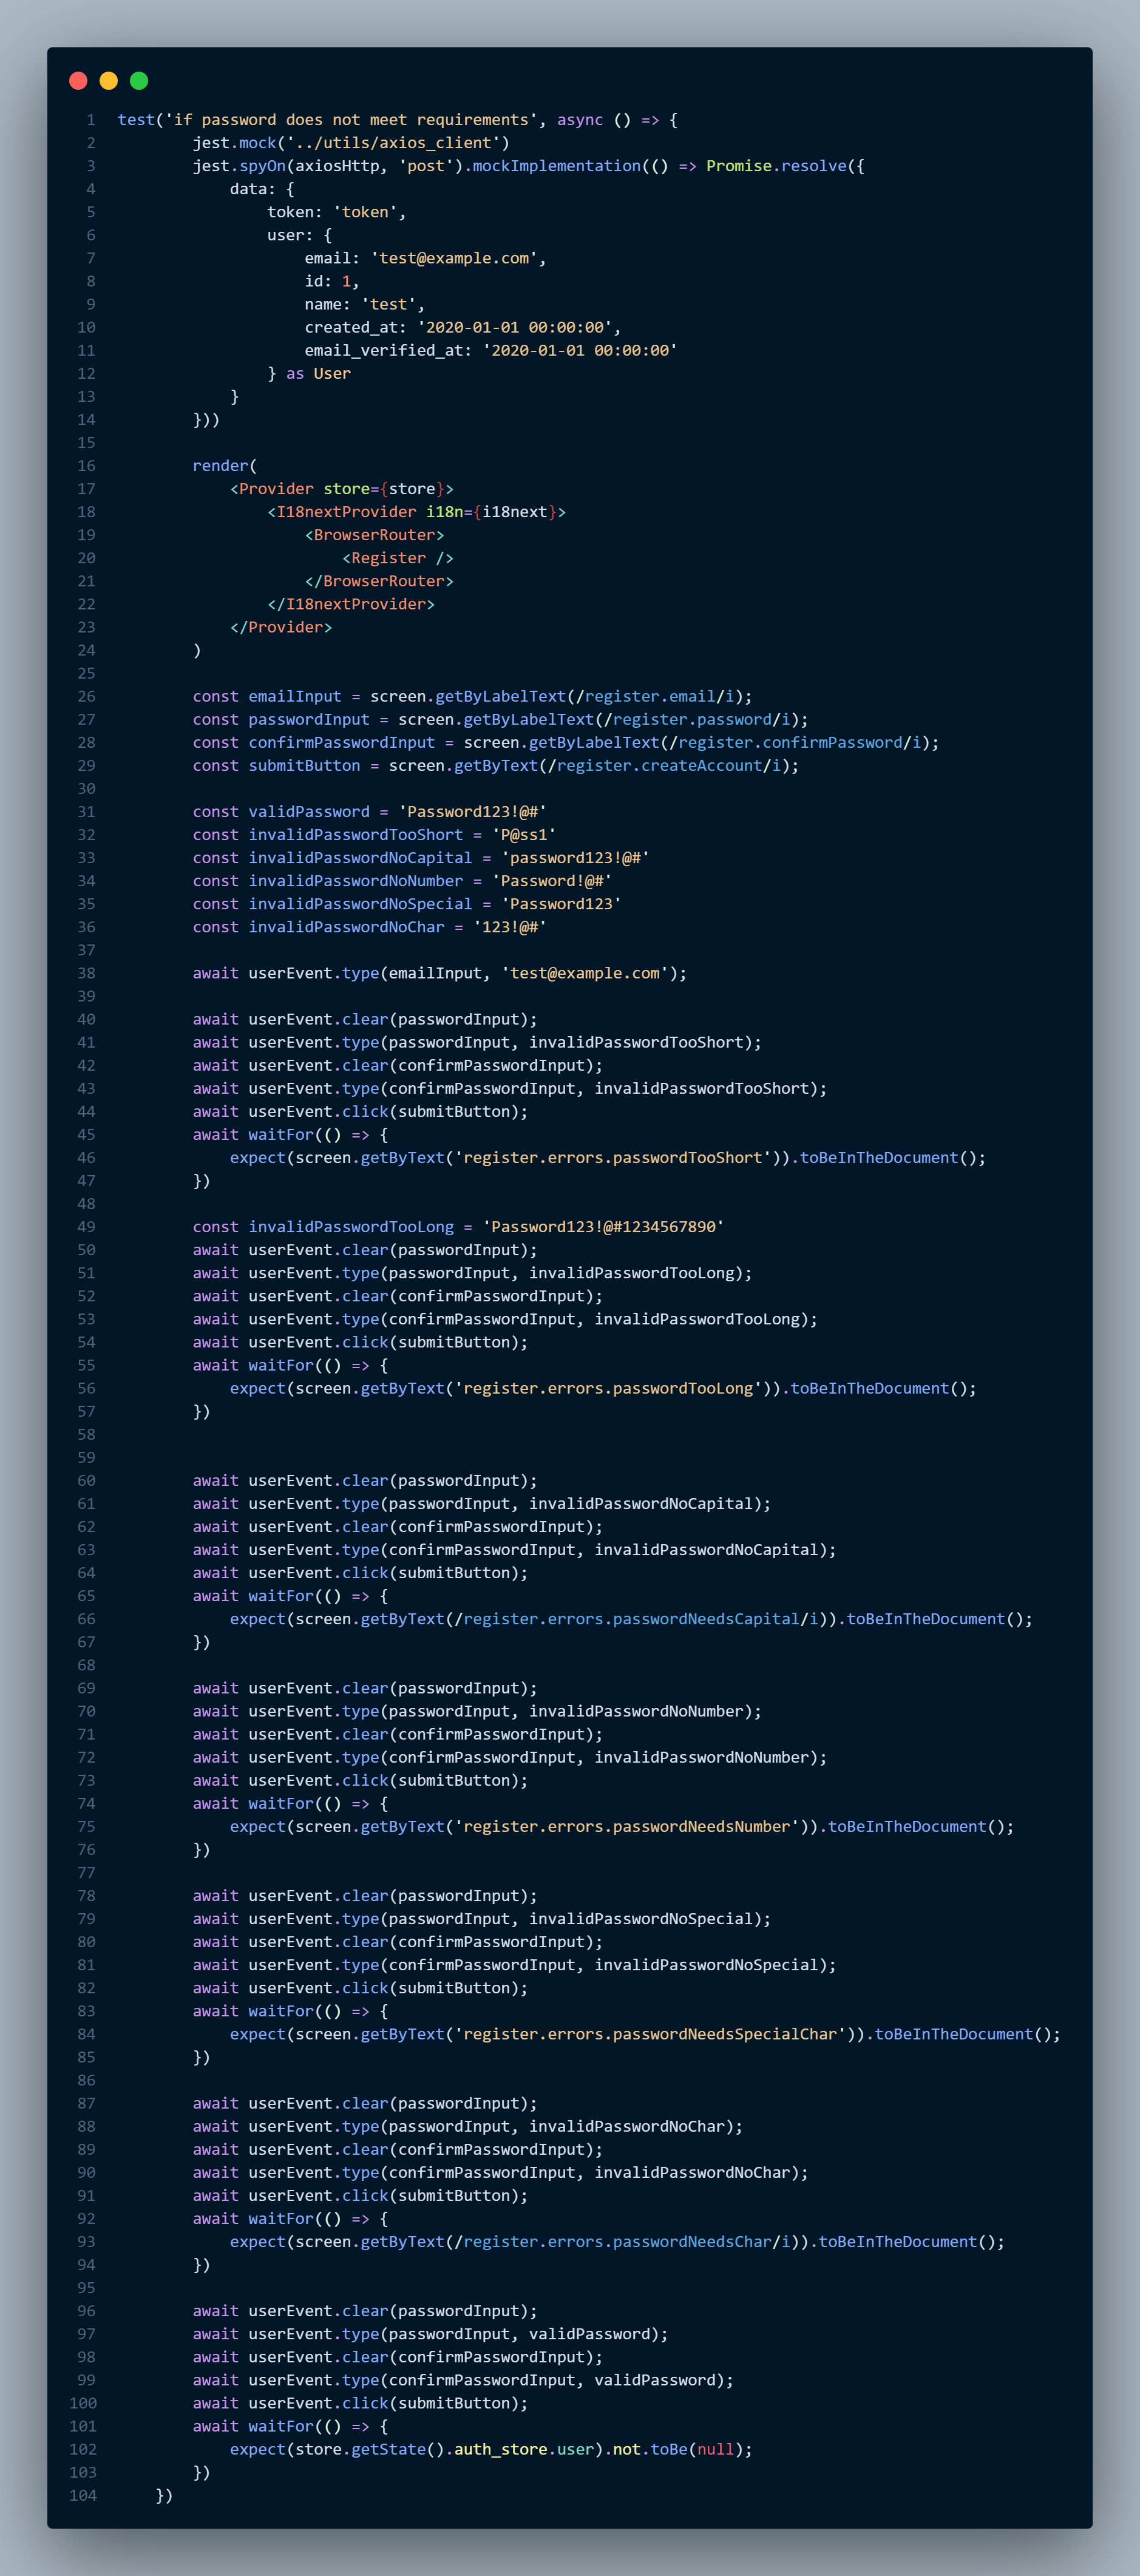 1 test('if password does not meet requirements', async () => {
2 jest.mock('../utils/axios_client')
3 jest.spyOn(axiosHttp, 'post').mockImplementation(() => Promise.resolve({
4 data: {
5 token: 'token',
6 user: {
7 email: 'test@example.com',
8 id: 1,
9 name: 'test',
10 created_at: '2020-01-01 00:00:00',
11 email_verified_at: '2020-01-01 00:00:00'
12 } as User
13 }
14 }))
15
16 render(
17 <Provider store={store}>
18 <I18nextProvider i18n={i18next}>
19 <BrowserRouter>
20 <Register />
21 </BrowserRouter>
22 </I18nextProvider>
23 </Provider>
24 )
25
26 const emailInput = screen.getByLabelText(/register.email/i);
27 const passwordInput = screen.getByLabelText(/register.password/i);
28 const confirmPasswordInput = screen.getByLabelText(/register.confirmPassword/i);
29 const submitButton = screen.getByText(/register.createAccount/i);
30
31 const validPassword = 'Password123!@#'
32 const invalidPasswordTooShort = 'P@ss1'
33 const invalidPasswordNoCapital = 'password123!@#'
34 const invalidPasswordNoNumber = 'Password!@#'
35 const invalidPasswordNoSpecial = 'Password123'
36 const invalidPasswordNoChar = '123!@#'
37
38 await userEvent.type(emailInput, 'test@example.com');
39
40 await userEvent.clear(passwordInput);
41 await userEvent.type(passwordInput, invalidPasswordTooShort);
42 await userEvent.clear(confirmPasswordInput);
43 await userEvent.type(confirmPasswordInput, invalidPasswordTooShort);
44 await userEvent.click(submitButton);
45 await waitFor(() => {
46 expect(screen.getByText('register.errors.passwordTooShort')).toBeInTheDocument();
47 })
48
49 const invalidPasswordTooLong = 'Password123!@#1234567890'
50 await userEvent.clear(passwordInput);
51 await userEvent.type(passwordInput, invalidPasswordTooLong);
52 await userEvent.clear(confirmPasswordInput);
53 await userEvent.type(confirmPasswordInput, invalidPasswordTooLong);
54 await userEvent.click(submitButton);
55 await waitFor(() => {
56 expect(screen.getByText('register.errors.passwordTooLong')).toBeInTheDocument();
57 })
58
59
60 await userEvent.clear(passwordInput);
61 await userEvent.type(passwordInput, invalidPasswordNoCapital);
62 await userEvent.clear(confirmPasswordInput);
63 await userEvent.type(confirmPasswordInput, invalidPasswordNoCapital);
64 await userEvent.click(submitButton);
65 await waitFor(() => {
66 expect(screen.getByText(/register.errors.passwordNeedsCapital/i)).toBeInTheDocument();
67 })
68
69 await userEvent.clear(passwordInput);
70 await userEvent.type(passwordInput, invalidPasswordNoNumber);
71 await userEvent.clear(confirmPasswordInput);
72 await userEvent.type(confirmPasswordInput, invalidPasswordNoNumber);
73 await userEvent.click(submitButton);
74 await waitFor(() => {
75 expect(screen.getByText('register.errors.passwordNeedsNumber')).toBeInTheDocument();
76 })
77
78 await userEvent.clear(passwordInput);
79 await userEvent.type(passwordInput, invalidPasswordNoSpecial);
80 await userEvent.clear(confirmPasswordInput);
81 await userEvent.type(confirmPasswordInput, invalidPasswordNoSpecial);
82 await userEvent.click(submitButton);
83 await waitFor(() => {
84 expect(screen.getByText('register.errors.passwordNeedsSpecialChar')).toBeInTheDocument();
85 })
86
87 await userEvent.clear(passwordInput);
88 await userEvent.type(passwordInput, invalidPasswordNoChar);
89 await userEvent.clear(confirmPasswordInput);
90 await userEvent.type(confirmPasswordInput, invalidPasswordNoChar);
91 await userEvent.click(submitButton);
92 await waitFor(() => {
93 expect(screen.getByText(/register.errors.passwordNeedsChar/i)).toBeInTheDocument();
94 })
95
96 await userEvent.clear(passwordInput);
97 await userEvent.type(passwordInput, validPassword);
98 await userEvent.clear(confirmPasswordInput);
99 await userEvent.type(confirmPasswordInput, validPassword);
100 await userEvent.click(submitButton);
101 await waitFor(() => {
102 expect(store.getState().auth_store.user).not.toBe(null);
103 })
104 })